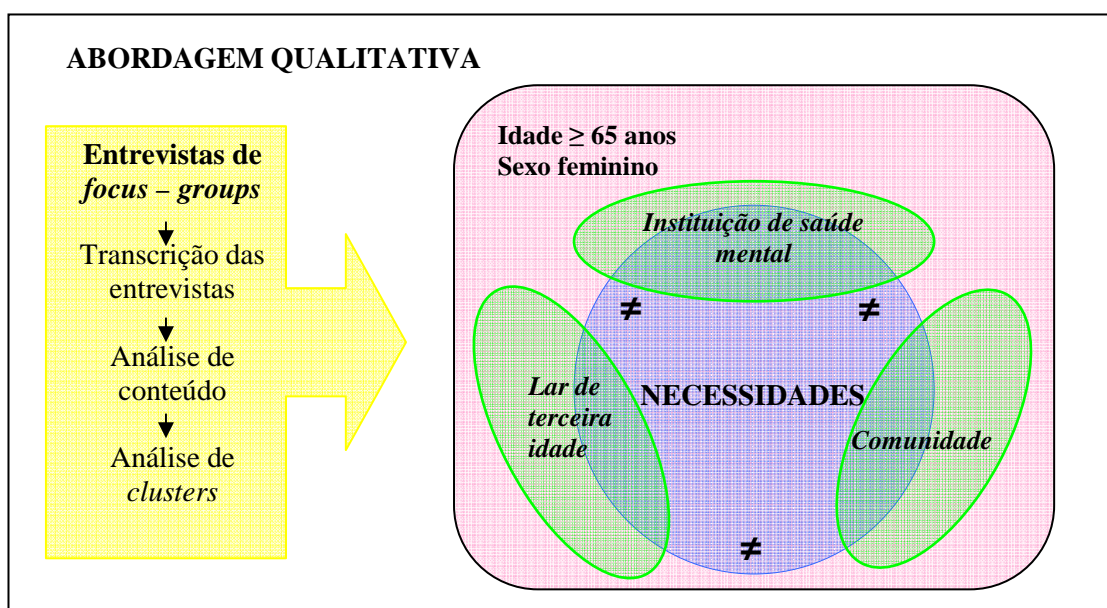 ABORDAGEM QUALITATIVA
Entrevistas de
focus – groups
Transcrição das
entrevistas
Análise de
conteúdo
Análise de
clusters
Idade ≥ 65 anos
Sexo feminino
Instituição de saúde
mental
≠
≠
Lar de
terceira
idade
NECESSIDADES
Comunidade
≠